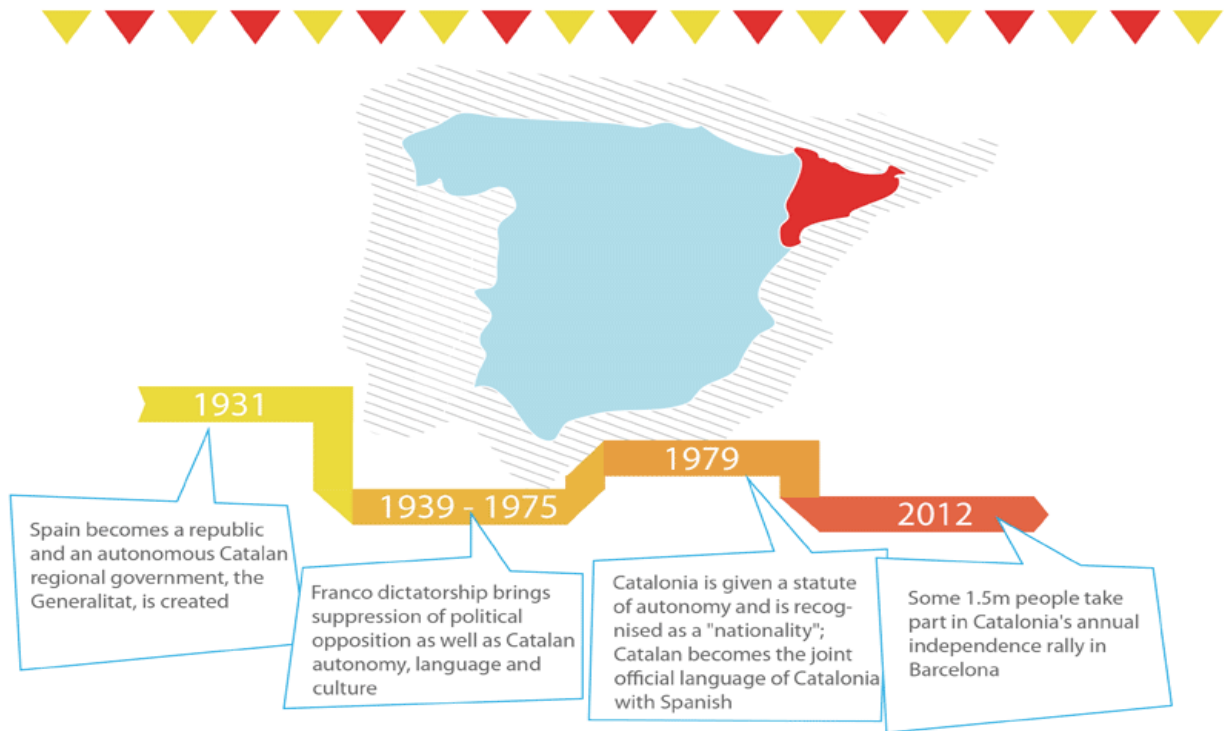 1931
Spain becomes a republic
and an autonomous Catalan
regional government, the
Generalitat, is created
1939 - 1975
Franco dictatorship brings
suppression of political
opposition as well as Catalan
autonomy, language and
culture
1979
Catalonia is given a statute
of autonomy and is recog-
nised as a "nationality";
Catalan becomes the joint
official language of Catalonia
with Spanish
2012
Some 1.5m people take
part in Catalonia's annual
independence rally in
Barcelona